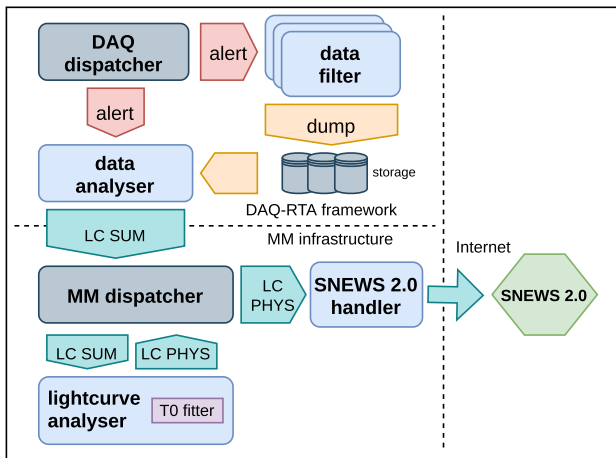 DAQ
dispatcher
alert
data
filter
alert
dump
data
analyser
storage
DAQ-RTA framework
LC SUM
MM infrastructure
Internet
MM dispatcher
LC
PHYS
SNEWS 2.0
handler
SNEWS 2.0
LC SUM
LC PHYS
lightcurve
analyser
T0 fitter